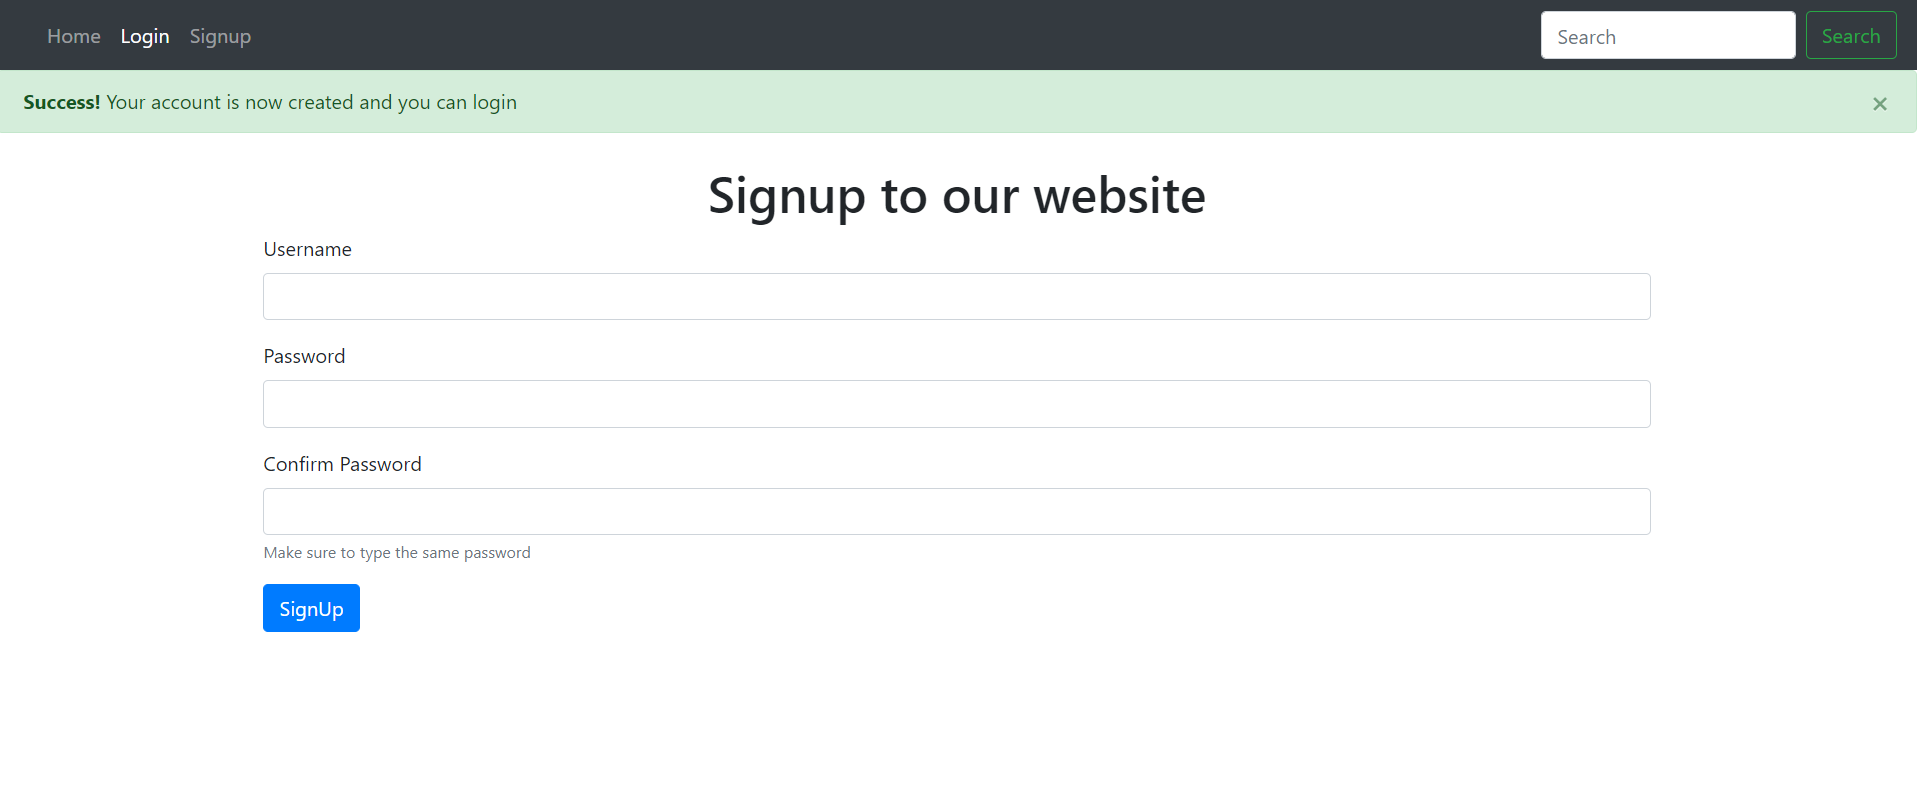 Home Login Signup Search Search
Success! Your account is now created and you can login ×
Signup to our website
Username
Password
Confirm Password
Make sure to type the same password
SignUp